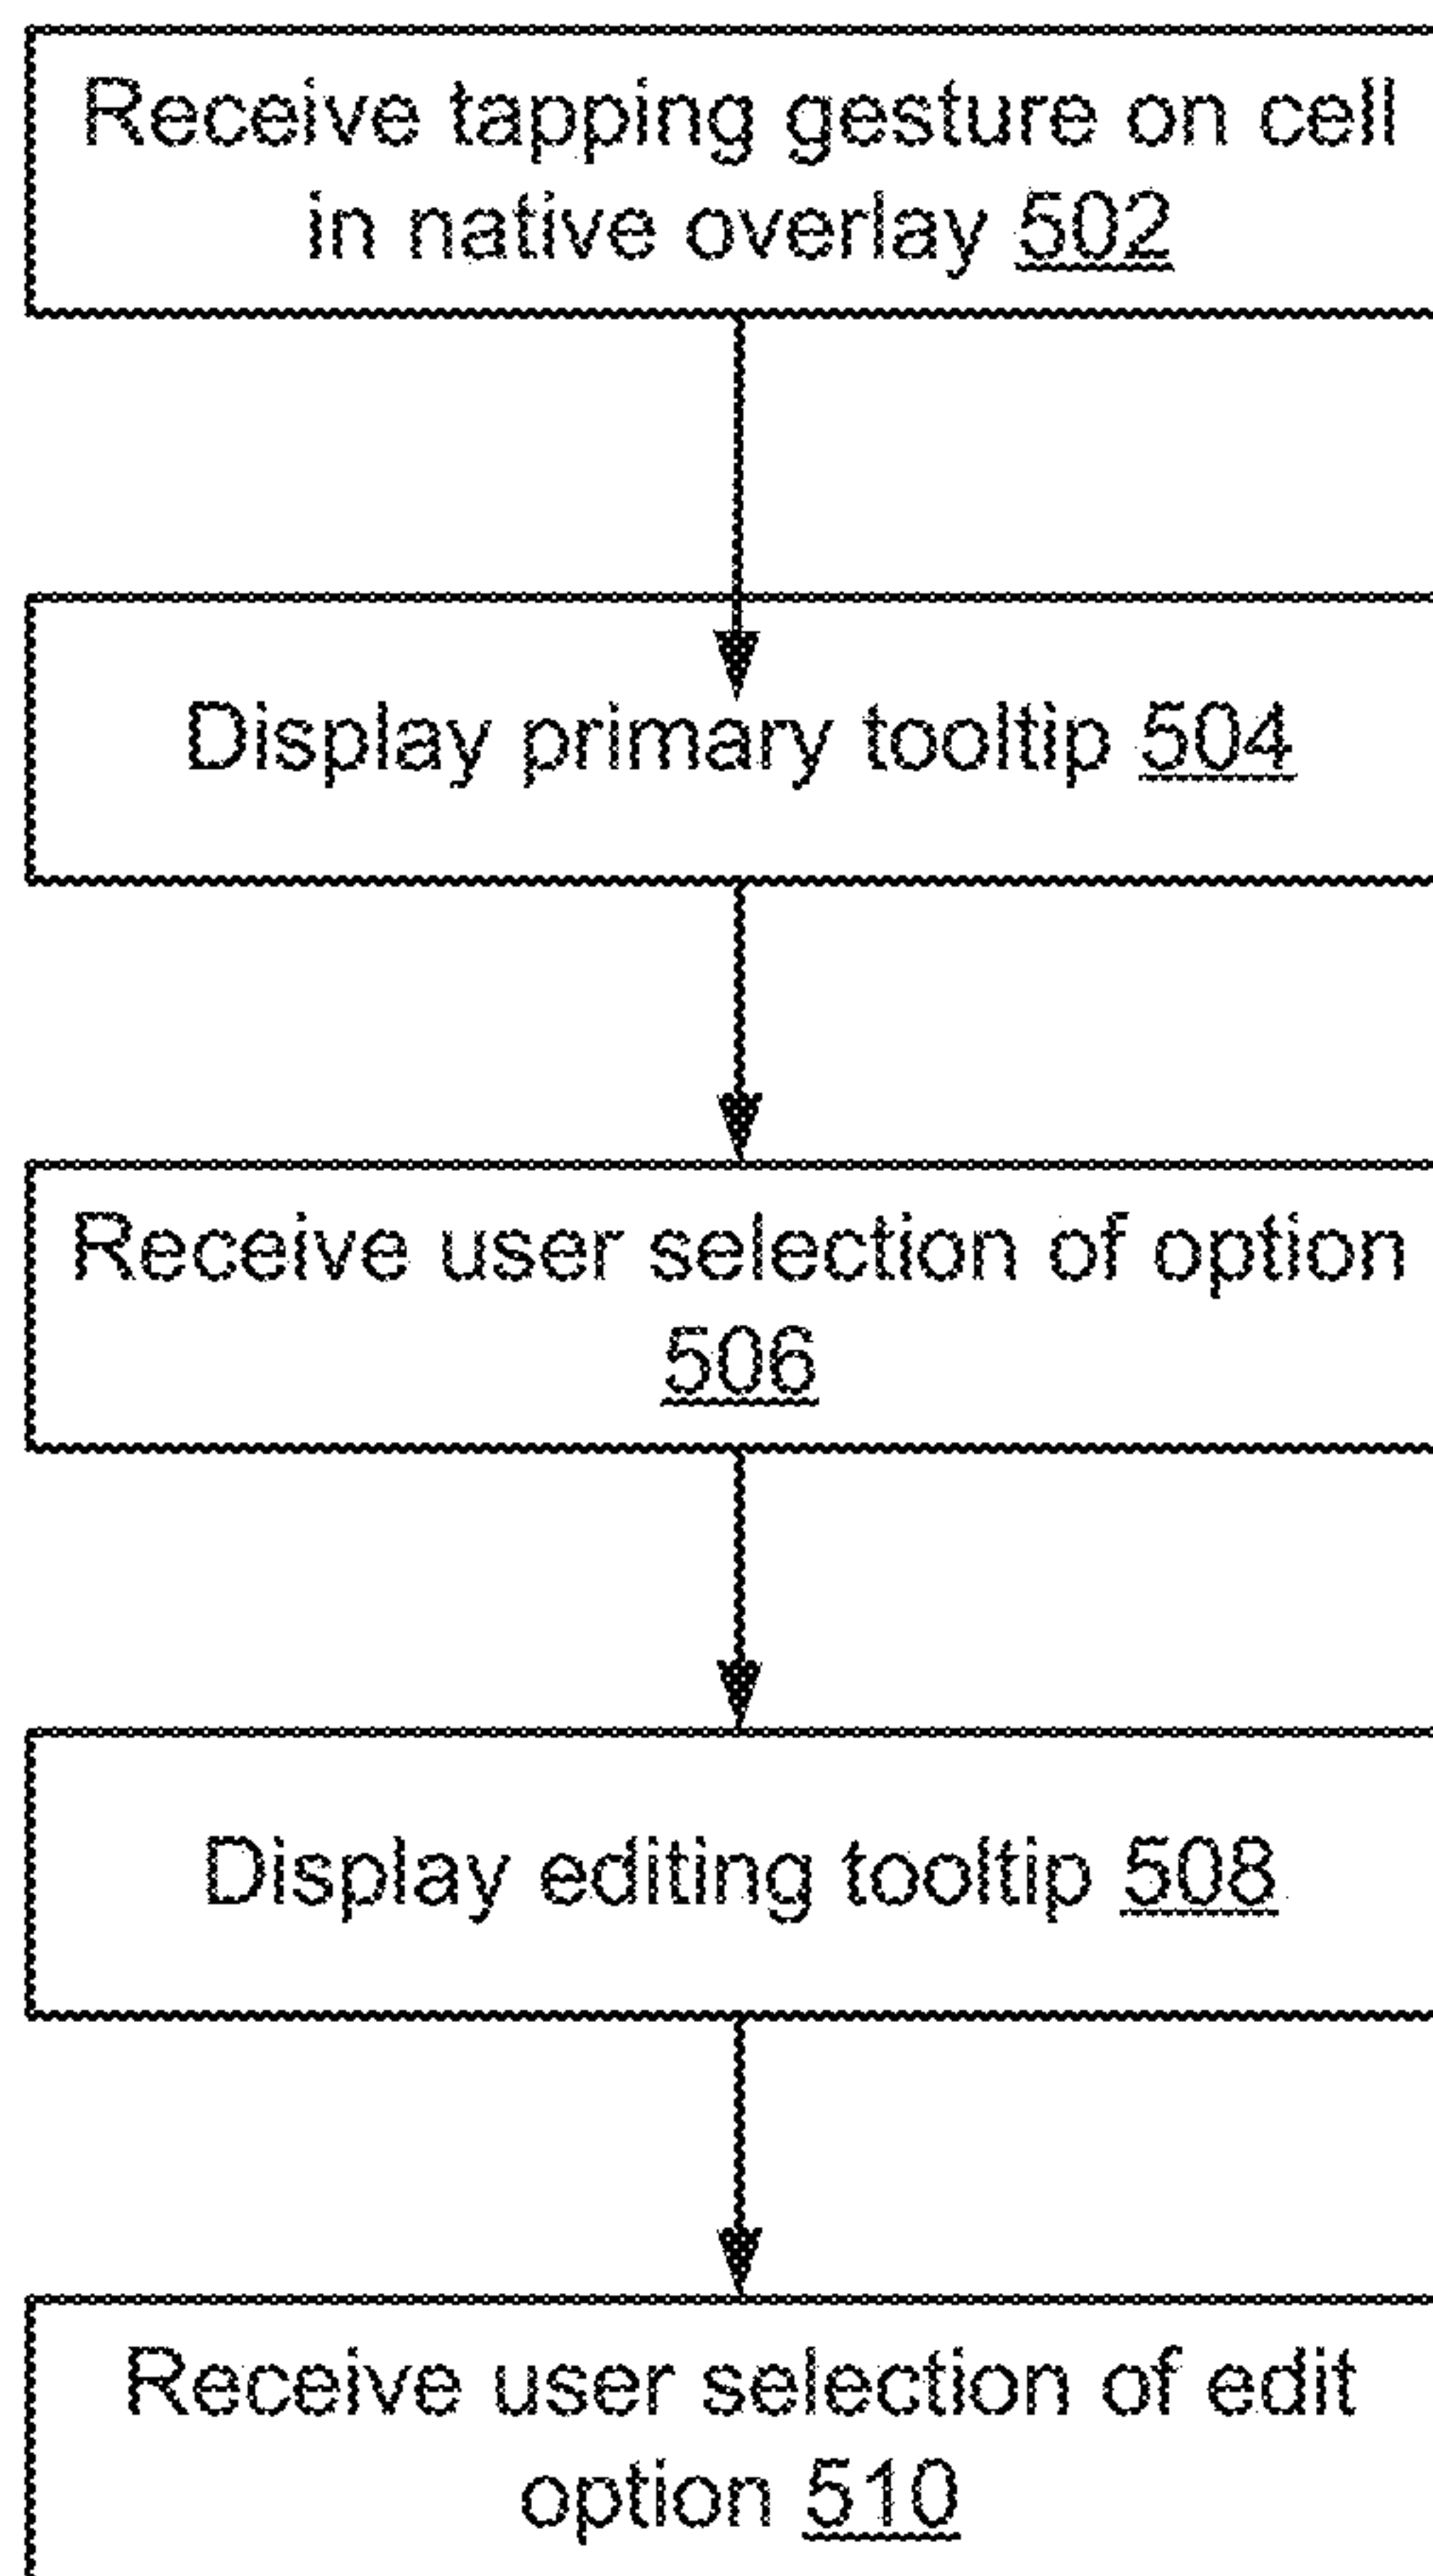 Receive tapping gesture on cell
in native overlay 502
Display primary tooltip 504
Receive user selection of option
506
Display editing tooltip 508
Receive user selection of edit
option 510